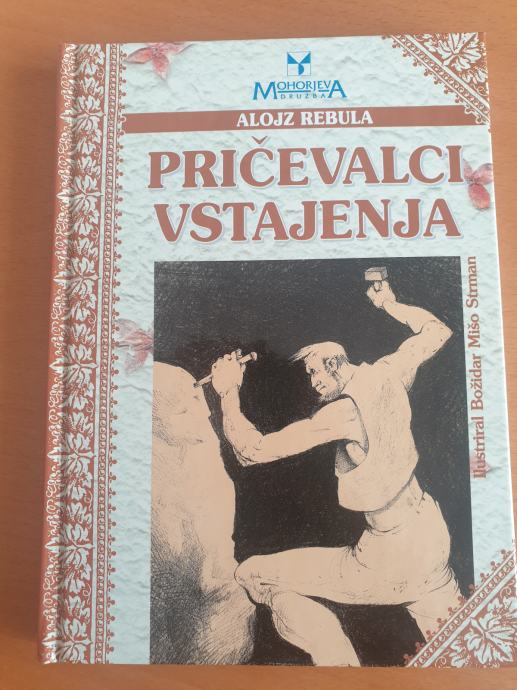 MOHORJEVA
DRUŽBA
ALOJZ REBULA
PRIČEVALCI
VSTAJENJA
Ilustriral Božidar Mišo Strman